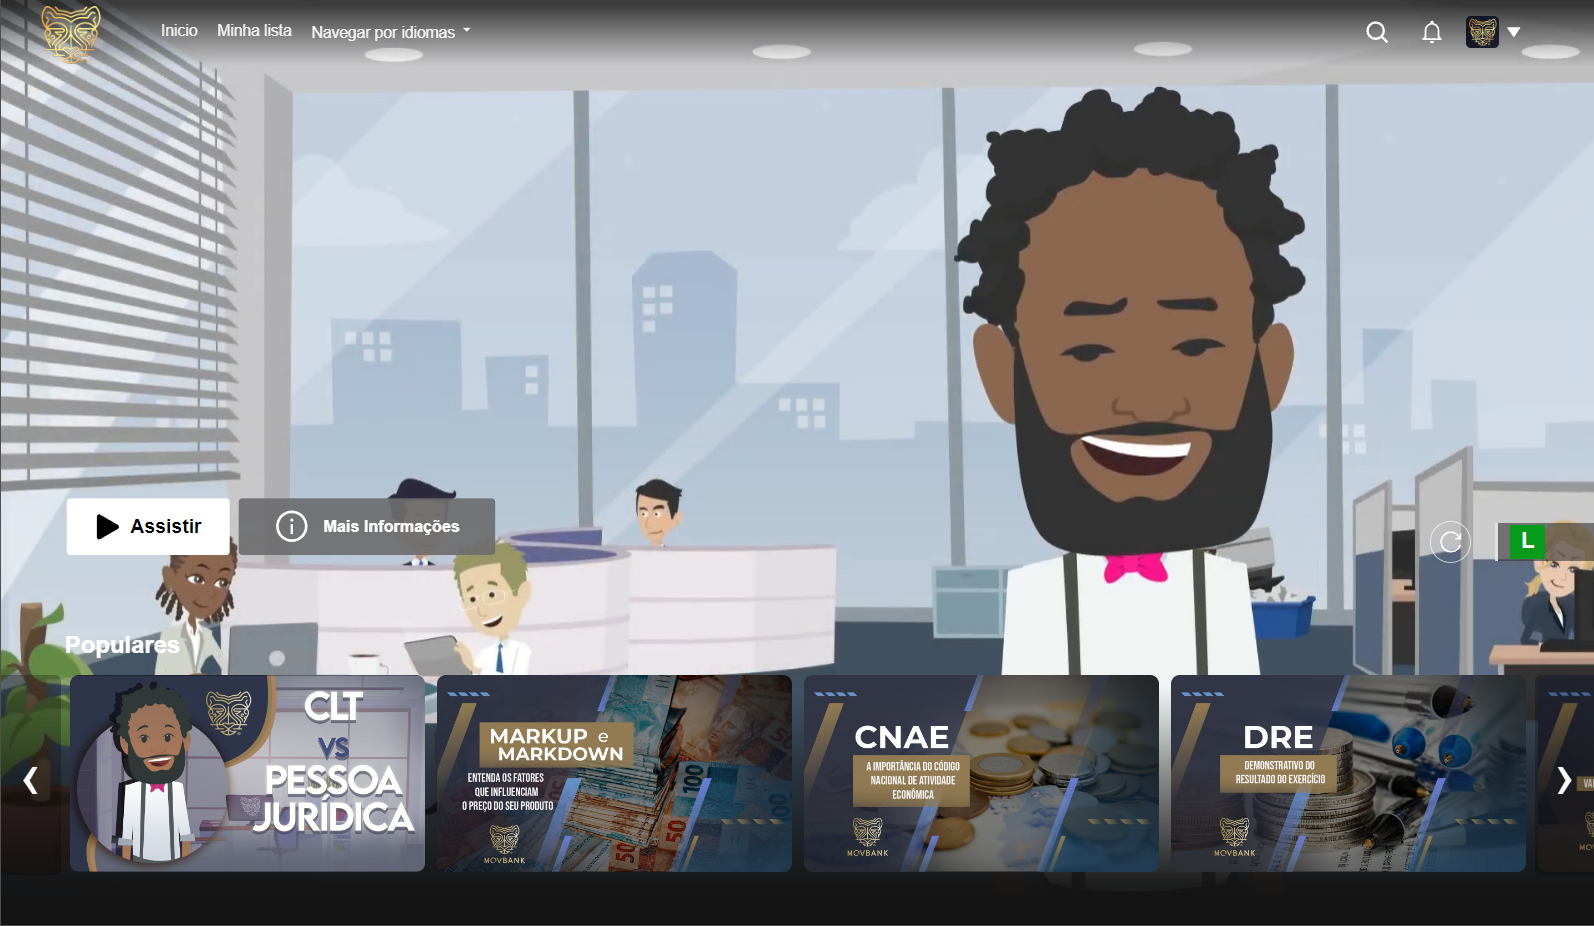 Inicio
Minha lista
Navegar por idiomas
Assistir
Mais Informações
L
Populares
CLT
VS
PESSOA
JURÍDICA
MARKUP e
MARKDOWN
ENTENDA OS FATORES
QUE INFLUENCIAM
O PREÇO DO SEU PRODUTO
MOVBANK
CNAE
A IMPORTÂNCIA DO CÓDIGO
NACIONAL DE ATIVIDADE
ECONÔMICA
MOVBANK
DRE
DEMONSTRATIVO DO
RESULTADO DO EXERCÍCIO
MOVBANK